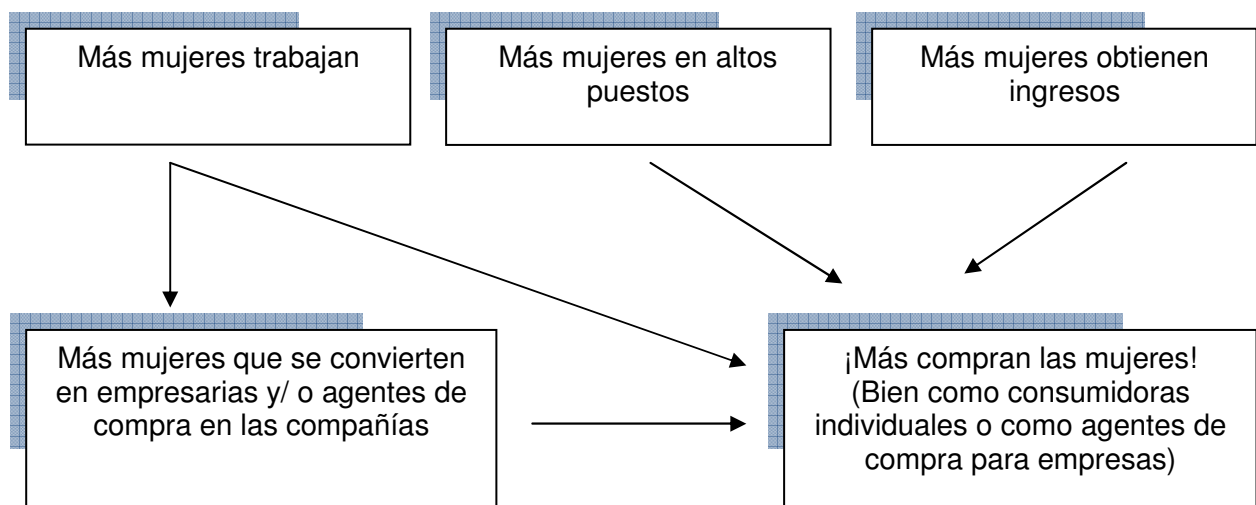 Más mujeres trabajan
Más mujeres en altos
puestos
Más mujeres obtienen
ingresos
Más mujeres que se convierten
en empresarias y/ o agentes de
compra en las compañías
¡Más compran las mujeres!
(Bien como consumidoras
individuales o como agentes de
compra para empresas)